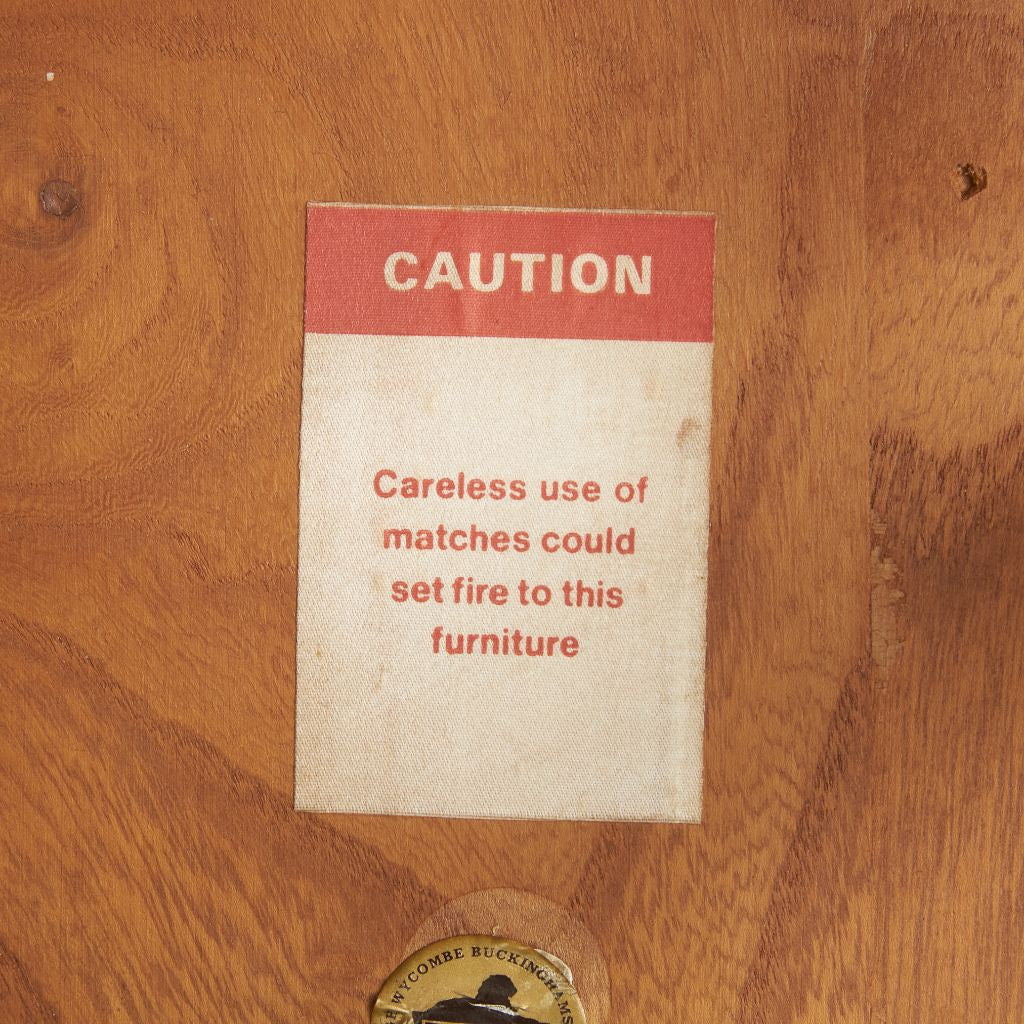 CAUTION
Careless use of
matches could
set fire to this
furniture
WYCOMBE BUCKINGHAMS